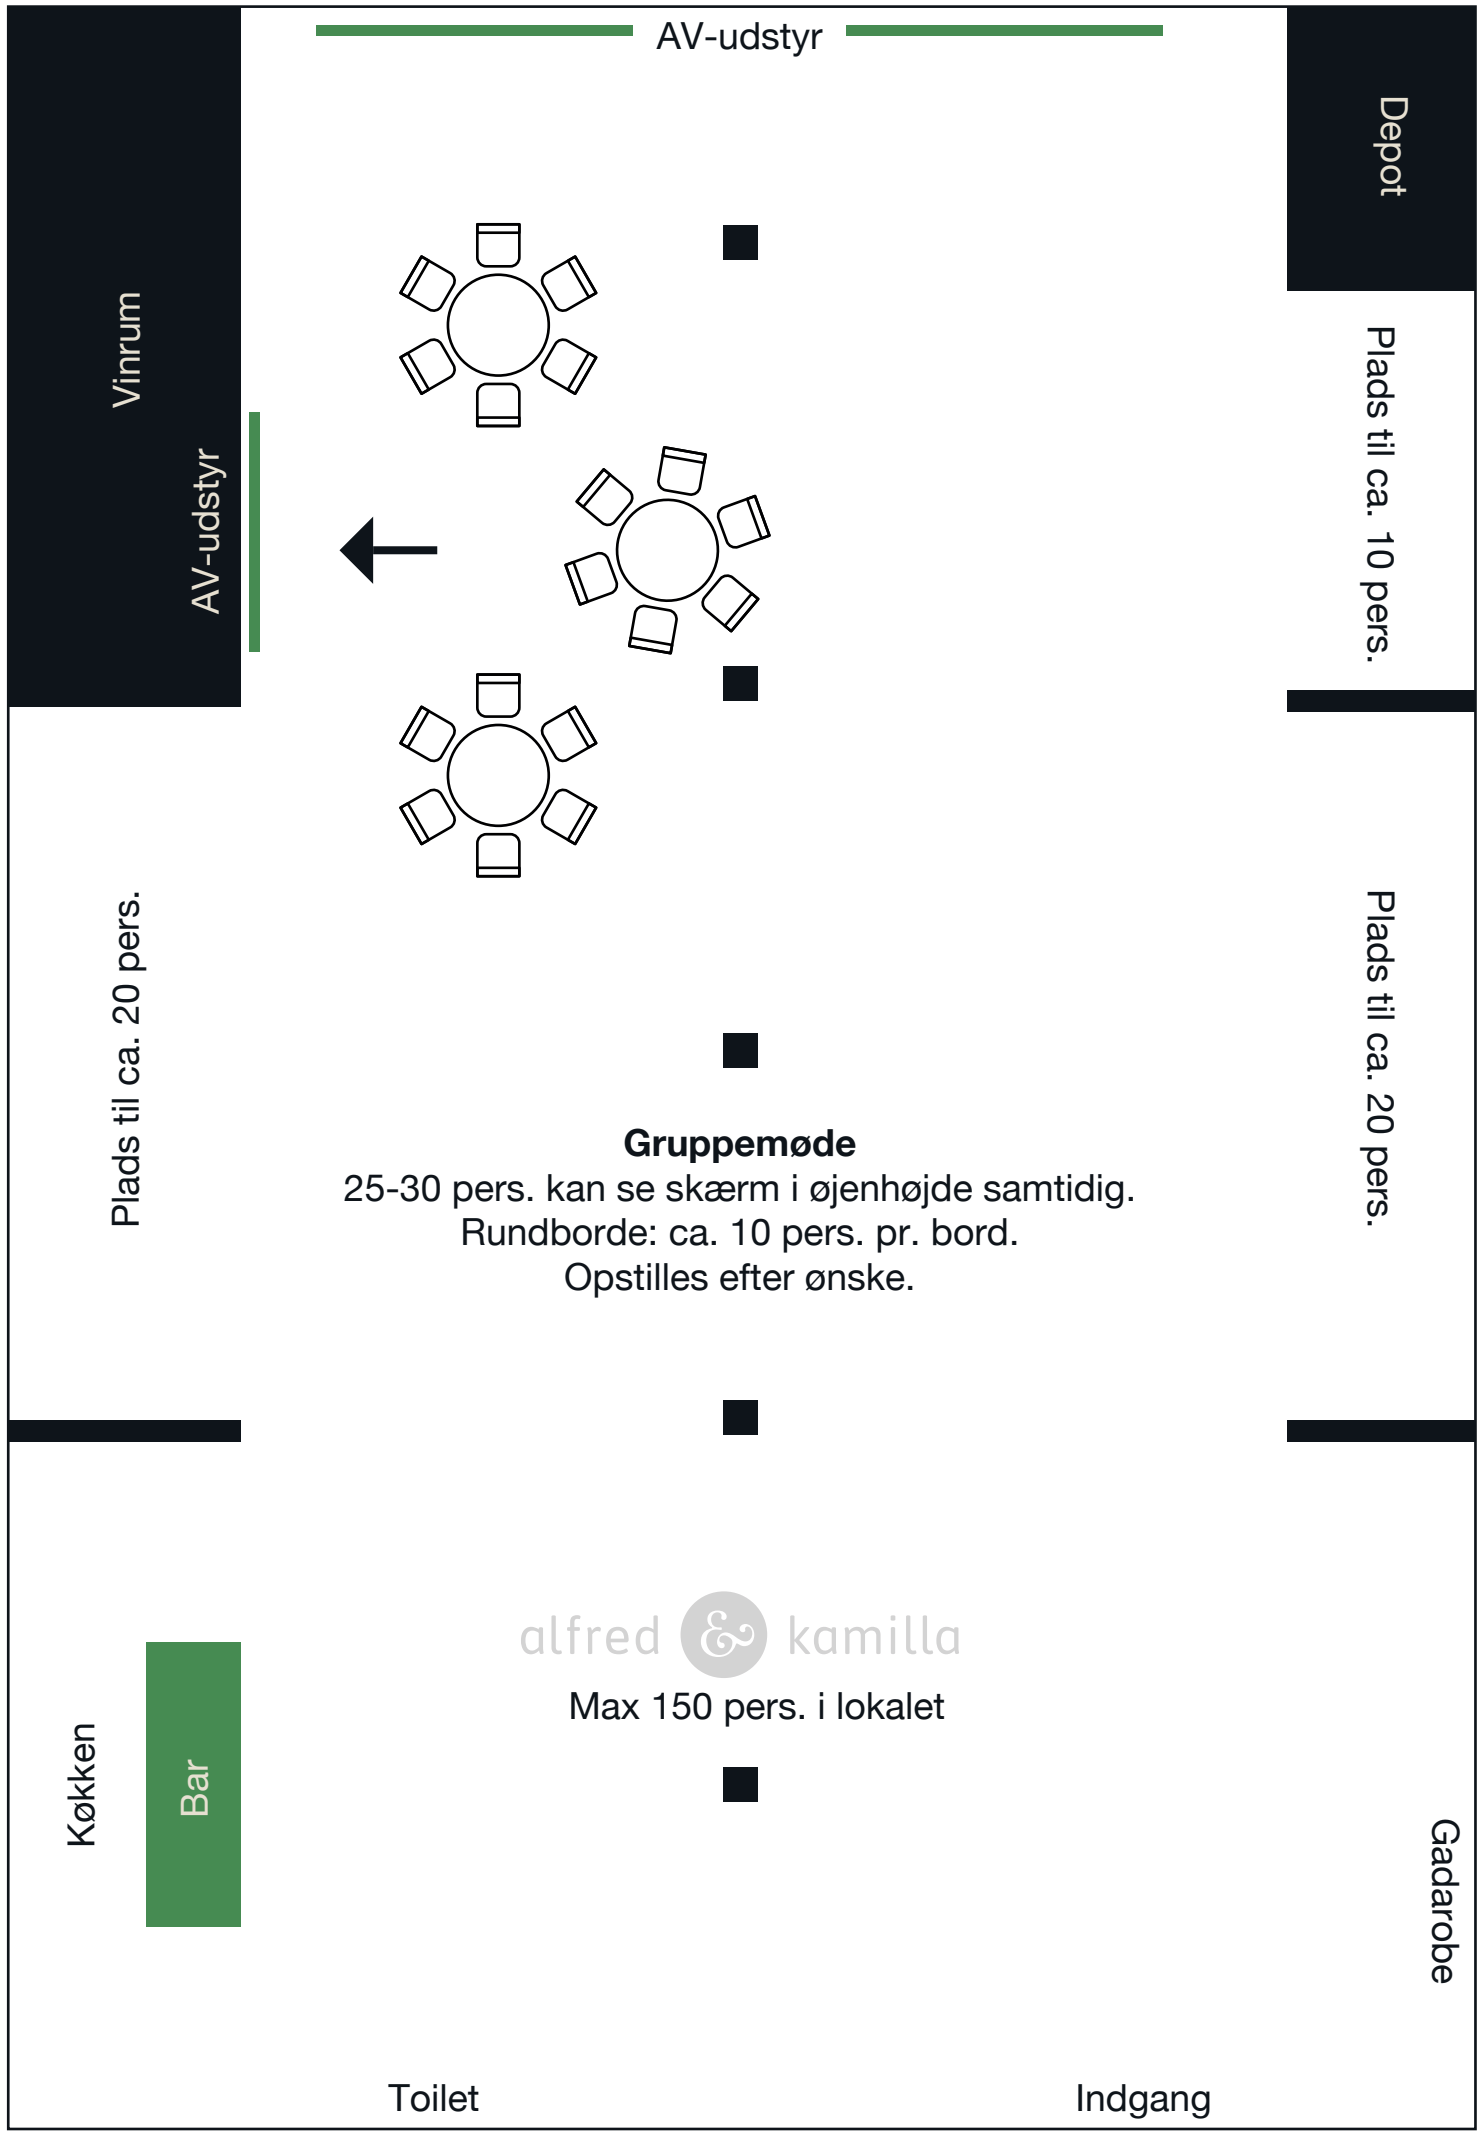 AV-udstyr
Depot
Vinrum
AV-udstyr
Plads til ca. 10 pers.
Plads til ca. 20 pers.
Plads til ca. 20 pers.
Gruppemøde
25-30 pers. kan se skærm i øjenhøjde samtidig.
Rundborde: ca. 10 pers. pr. bord.
Opstilles efter ønske.
alfred & kamilla
Max 150 pers. i lokalet
Køkken
Bar
Gadarobe
Toilet
Indgang